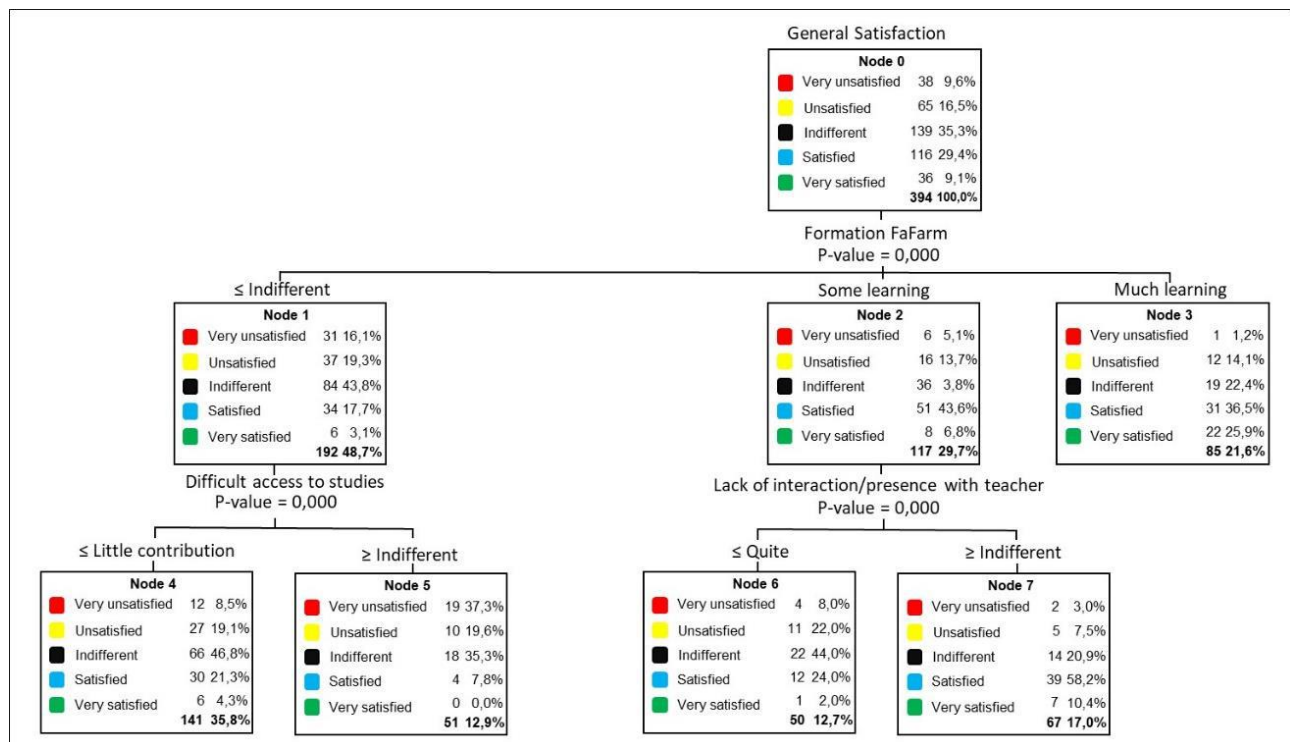 General Satisfaction
Node 0
Very unsatisfied 38 9,6%
Unsatisfied 65 16,5%
Indifferent 139 35,3%
Satisfied 116 29,4%
Very satisfied 36 9,1%
394 100,0%
Formation FaFarm
P-value = 0,000
≤ Indifferent
Node 1
Very unsatisfied 31 16,1%
Unsatisfied 37 19,3%
Indifferent 84 43,8%
Satisfied 34 17,7%
Very satisfied 6 3,1%
192 48,7%
Some learning
Node 2
Very unsatisfied 6 5,1%
Unsatisfied 16 13,7%
Indifferent 36 3,8%
Satisfied 51 43,6%
Very satisfied 8 6,8%
117 29,7%
Much learning
Node 3
Very unsatisfied 1 1,2%
Unsatisfied 12 14,1%
Indifferent 19 22,4%
Satisfied 31 36,5%
Very satisfied 22 25,9%
85 21,6%
Difficult access to studies
P-value = 0,000
Lack of interaction/presence with teacher
P-value = 0,000
≤ Little contribution
Node 4
Very unsatisfied 12 8,5%
Unsatisfied 27 19,1%
Indifferent 66 46,8%
Satisfied 30 21,3%
Very satisfied 6 4,3%
141 35,8%
≥ Indifferent
Node 5
Very unsatisfied 19 37,3%
Unsatisfied 10 19,6%
Indifferent 18 35,3%
Satisfied 4 7,8%
Very satisfied 0 0,0%
51 12,9%
≤ Quite
Node 6
Very unsatisfied 4 8,0%
Unsatisfied 11 22,0%
Indifferent 22 44,0%
Satisfied 12 24,0%
Very satisfied 1 2,0%
50 12,7%
≥ Indifferent
Node 7
Very unsatisfied 2 3,0%
Unsatisfied 5 7,5%
Indifferent 14 20,9%
Satisfied 39 58,2%
Very satisfied 7 10,4%
67 17,0%